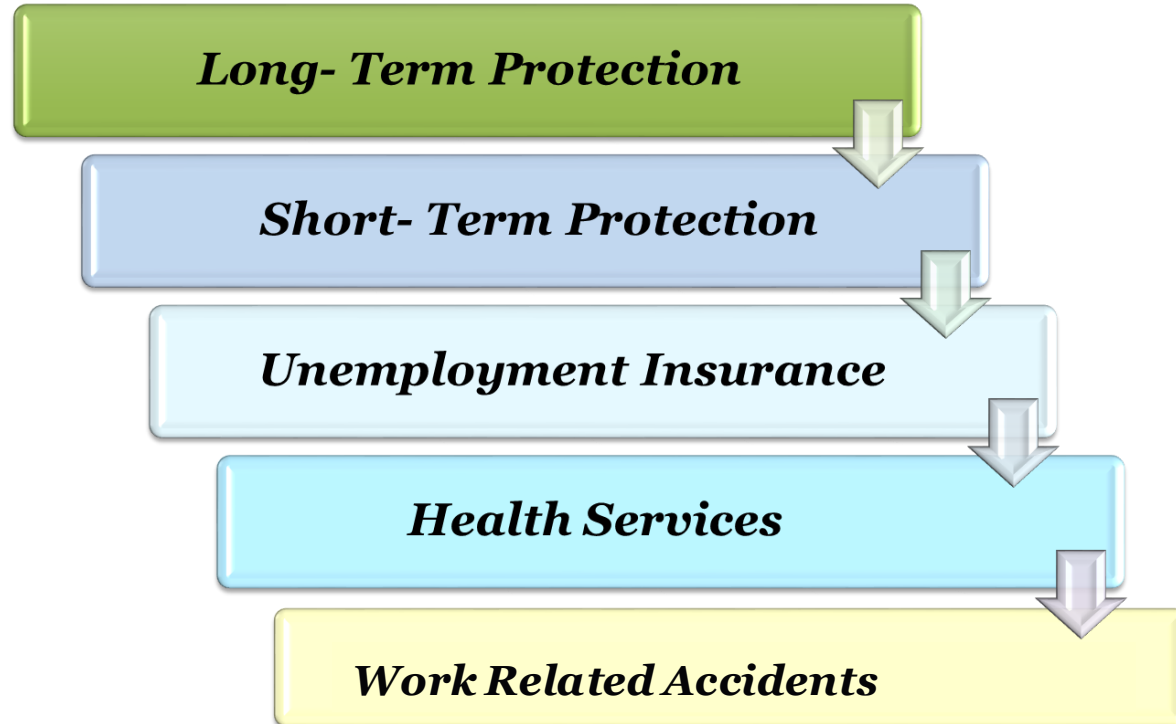 Long- Term Protection
Short- Term Protection
Unemployment Insurance
Health Services
Work Related Accidents